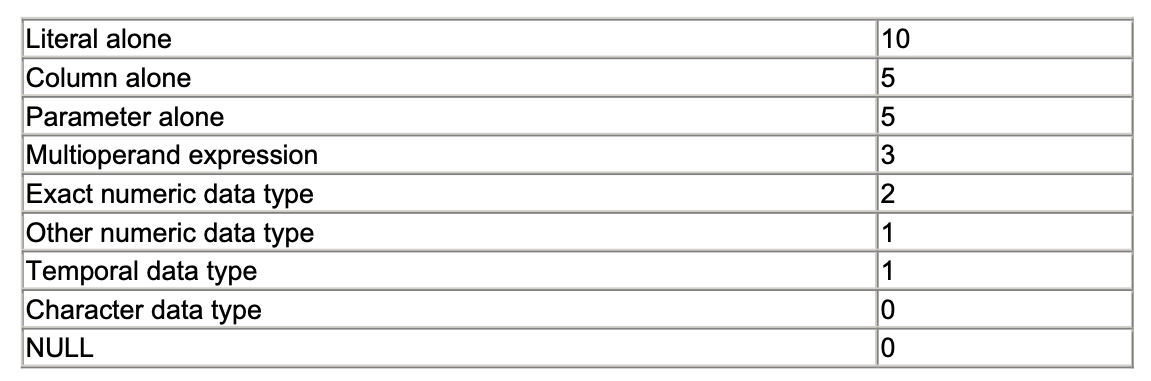 Literal alone 10
Column alone 5
Parameter alone 5
Multioperand expression 3
Exact numeric data type 2
Other numeric data type 1
Temporal data type 1
Character data type 0
NULL 0